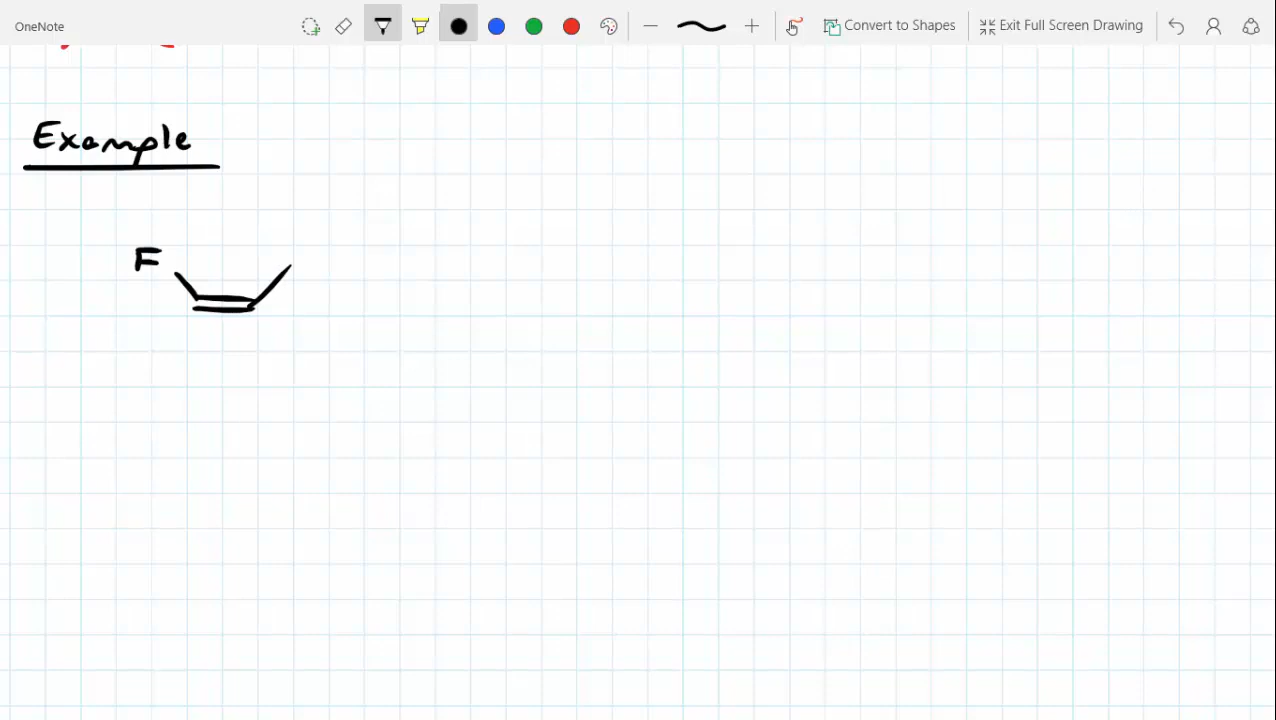 OneNote
Convert to Shapes
Exit Full Screen Drawing
Example
F